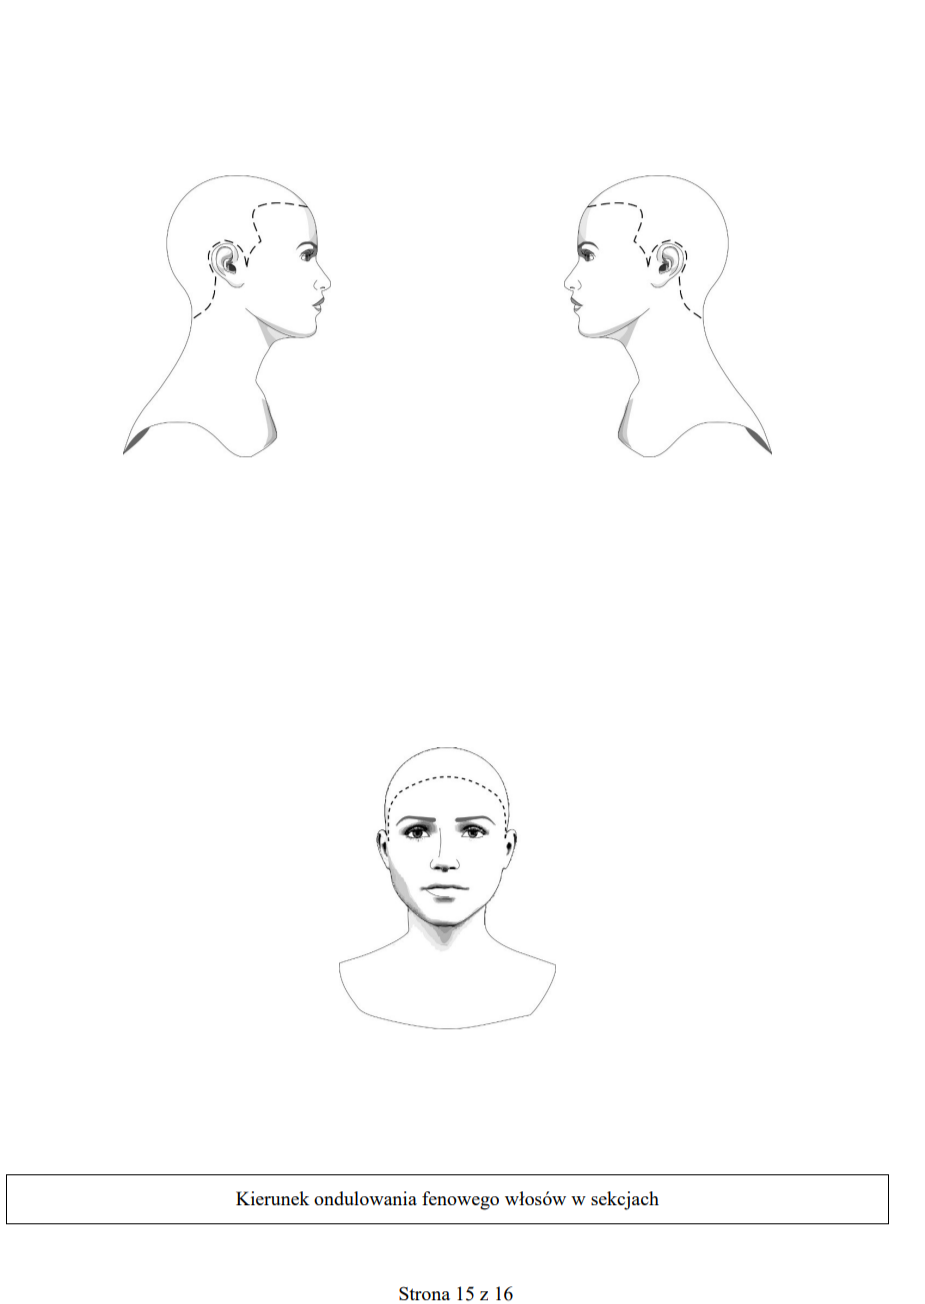 Kierunek ondulowania fenowego włosów w sekcjach
Strona 15 z 16